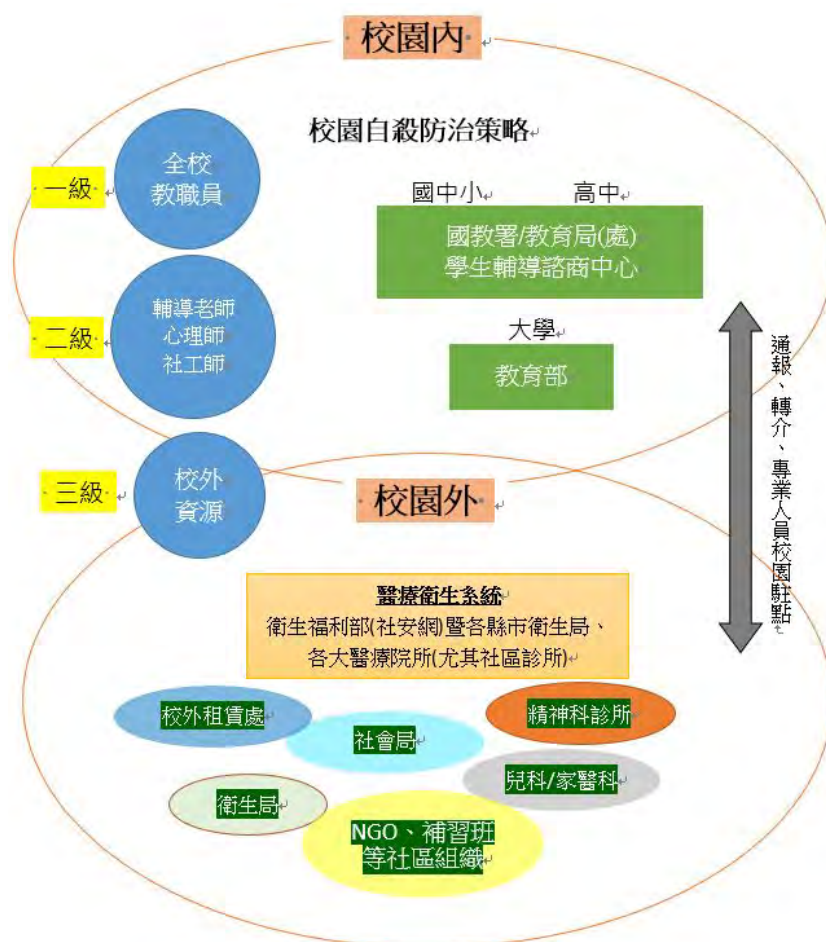 校園內
校園自殺防治策略
一級
全校
教職員
國中小
高中
國教署/教育局(處)
學生輔導諮商中心
二級
輔導老師
心理師
社工師
大學
教育部
通報、轉介、專業人員校園駐點
三級
校外
資源
校園外
醫療衛生系統
衛生福利部(社安網)暨各縣市衛生局、
各大醫療院所(尤其社區診所)
校外租賃處
社會局
精神科診所
兒科/家醫科
衛生局
NGO、補習班
等社區組織